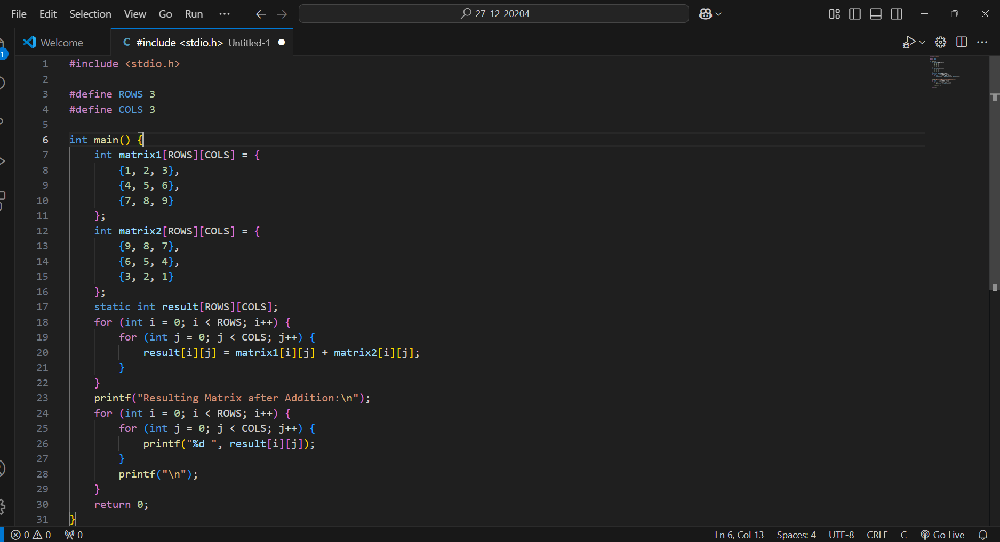 File Edit Selection View Go Run ··· 27-12-20204
Welcome C #include <stdio.h> Untitled-1
1
1 #include <stdio.h>
2
3 #define ROWS 3
4 #define COLS 3
5
6 int main() {
7     int matrix1[ROWS][COLS] = {
8         {1, 2, 3},
9         {4, 5, 6},
10         {7, 8, 9}
11     };
12     int matrix2[ROWS][COLS] = {
13         {9, 8, 7},
14         {6, 5, 4},
15         {3, 2, 1}
16     };
17     static int result[ROWS][COLS];
18     for (int i = 0; i < ROWS; i++) {
19         for (int j = 0; j < COLS; j++) {
20             result[i][j] = matrix1[i][j] + matrix2[i][j];
21         }
22     }
23     printf("Resulting Matrix after Addition:\n");
24     for (int i = 0; i < ROWS; i++) {
25         for (int j = 0; j < COLS; j++) {
26             printf("%d ", result[i][j]);
27         }
28         printf("\n");
29     }
30     return 0;
31 }
0 0 0 Ln 6, Col 13 Spaces: 4 UTF-8 CRLF C Go Live